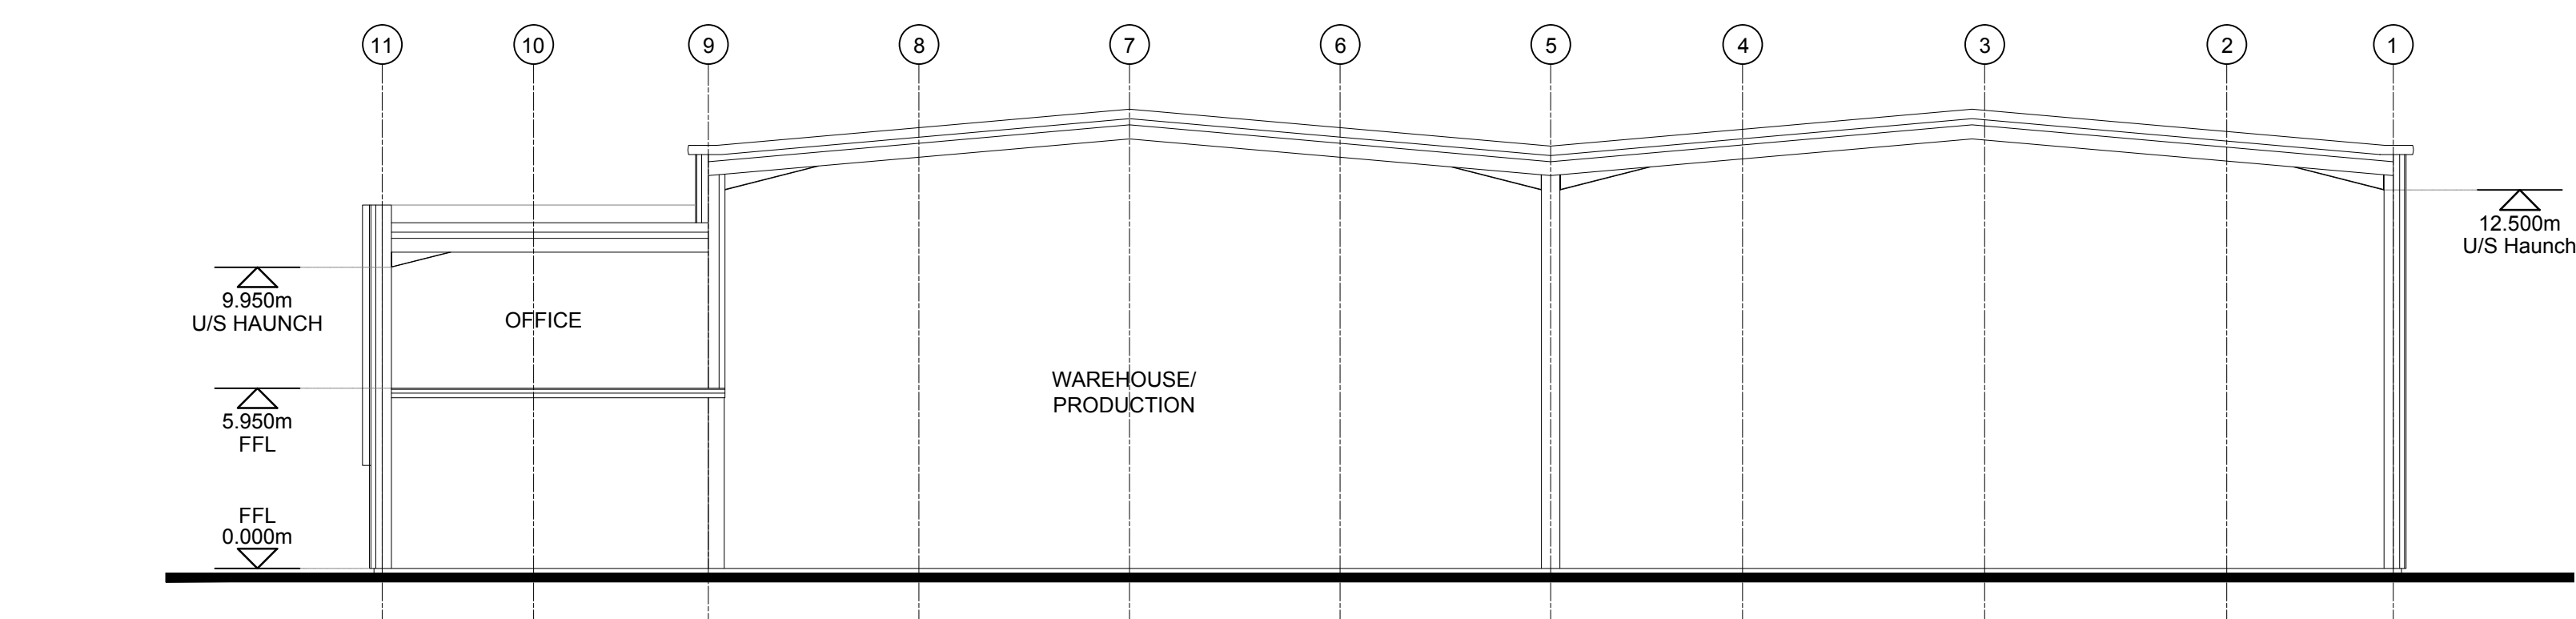 11
10
9
8
7
6
5
4
3
2
1
12.500m
U/S Haunch
9.950m
U/S HAUNCH
OFFICE
WAREHOUSE/
PRODUCTION
5.950m
FFL
FFL
0.000m